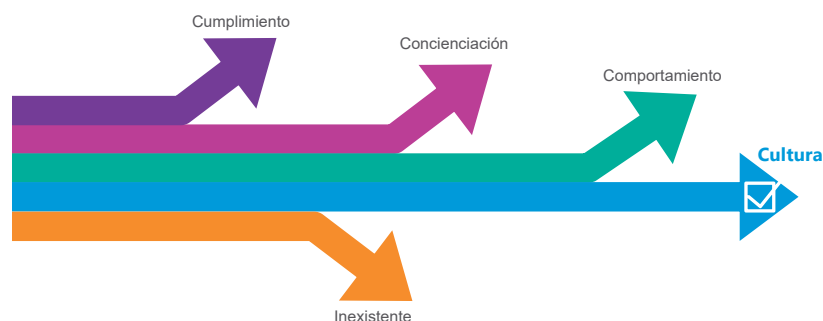 Cumplimiento
Concienciación
Comportamiento
Cultura
Inexistente